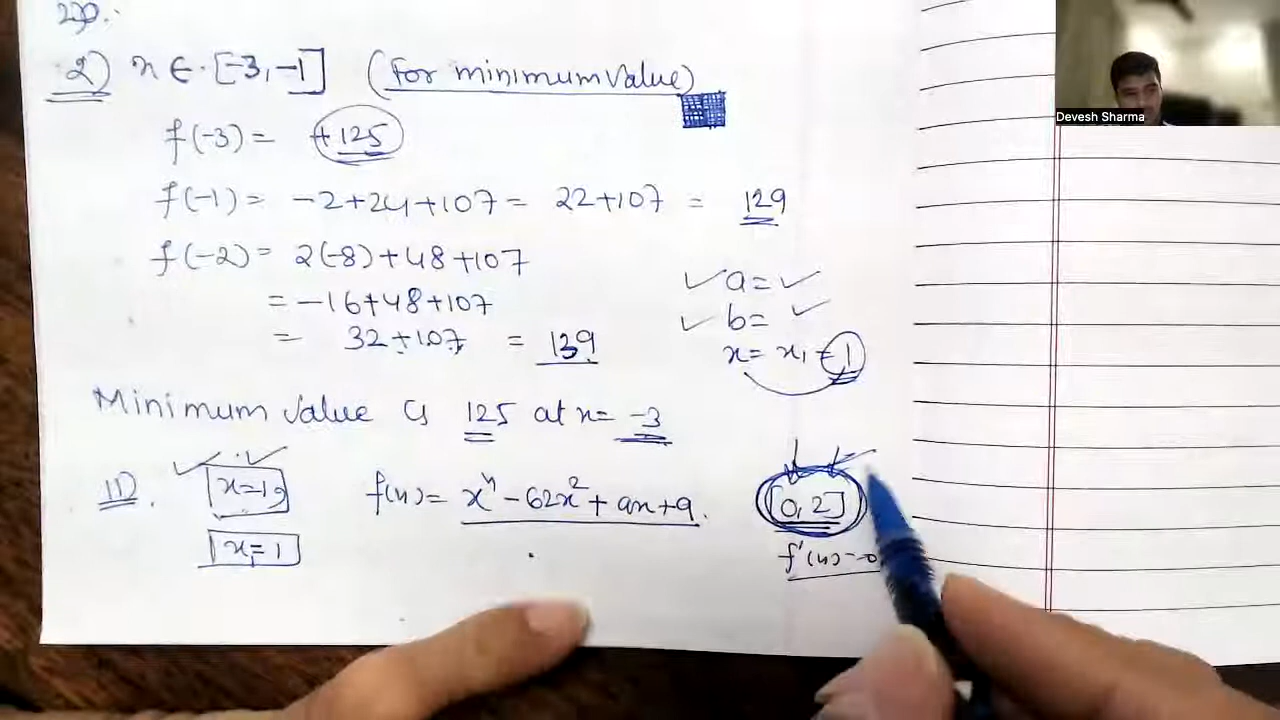 2) x ∈ [-3, -1] (For minimum value)
f(-3) = +125
f(-1) = -2+24+107 = 22+107 = 129
f(-2) = 2(-8)+48+107
= -16+48+107
= 32+107 = 139
a = ✓
b = ✓
x = x₁ - 1
Minimum value is 125 at x = -3
11). x=1, f(x) = x⁴ - 62x² + ax + 9. [0, 2]
x₁ = 1
f'(x) = 0
Devesh Sharma